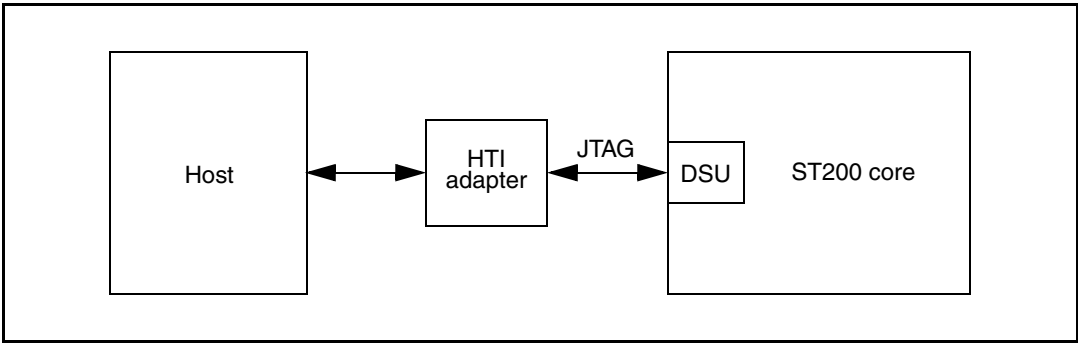 Host
HTI
adapter
JTAG
DSU
ST200 core